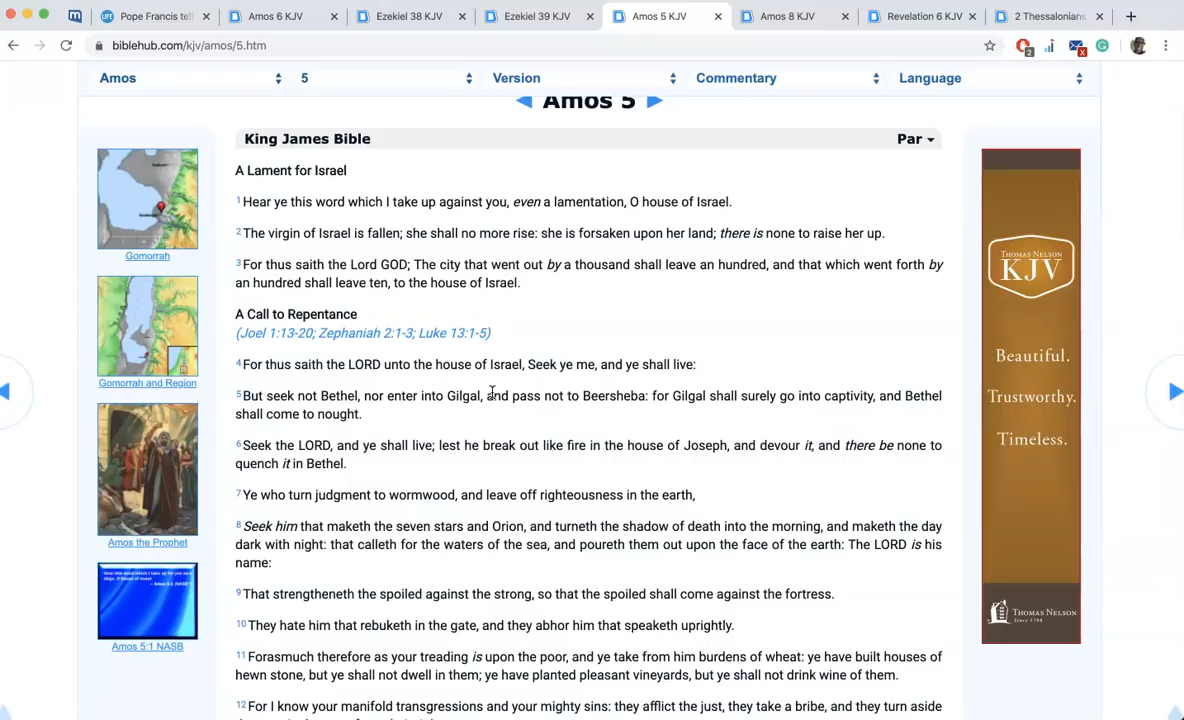 Pope Francis tel
Amos 6 KJV
Ezekiel 38 KJV
Ezekiel 39 KJV
Amos 5 KJV
Amos 8 KJV
Revelation 6 KJV
2 Thessalonians
biblehub.com/kjv/amos/5.htm
Amos 5 Version Commentary Language
Amos 5
King James Bible Par
A Lament for Israel
1 Hear ye this word which I take up against you, even a lamentation, O house of Israel.
2 The virgin of Israel is fallen; she shall no more rise: she is forsaken upon her land; there is none to raise her up.
3 For thus saith the Lord GOD; The city that went out by a thousand shall leave an hundred, and that which went forth by
an hundred shall leave ten, to the house of Israel.
A Call to Repentance
(Joel 1:13-20; Zephaniah 2:1-3; Luke 13:1-5)
4 For thus saith the LORD unto the house of Israel, Seek ye me, and ye shall live:
5 But seek not Bethel, nor enter into Gilgal, and pass not to Beersheba: for Gilgal shall surely go into captivity, and Bethel
shall come to nought.
6 Seek the LORD, and ye shall live; lest he break out like fire in the house of Joseph, and devour it, and there be none to
quench it in Bethel.
7 Ye who turn judgment to wormwood, and leave off righteousness in the earth,
8 Seek him that maketh the seven stars and Orion, and turneth the shadow of death into the morning, and maketh the day
dark with night: that calleth for the waters of the sea, and poureth them out upon the face of the earth: The LORD is his
name:
9 That strengtheneth the spoiled against the strong, so that the spoiled shall come against the fortress.
10 They hate him that rebuketh in the gate, and they abhor him that speaketh uprightly.
11 Forasmuch therefore as your treading is upon the poor, and ye take from him burdens of wheat: ye have built houses of
hewn stone, but ye shall not dwell in them; ye have planted pleasant vineyards, but ye shall not drink wine of them.
12 For I know your manifold transgressions and your mighty sins: they afflict the just, they take a bribe, and they turn aside
Gomorrah
Gomorrah and Region
Amos the Prophet
Amos 5:1 NASB
THOMAS NELSON
KJV
Beautiful.
Trustworthy.
Timeless.
THOMAS NELSON
Since 1798